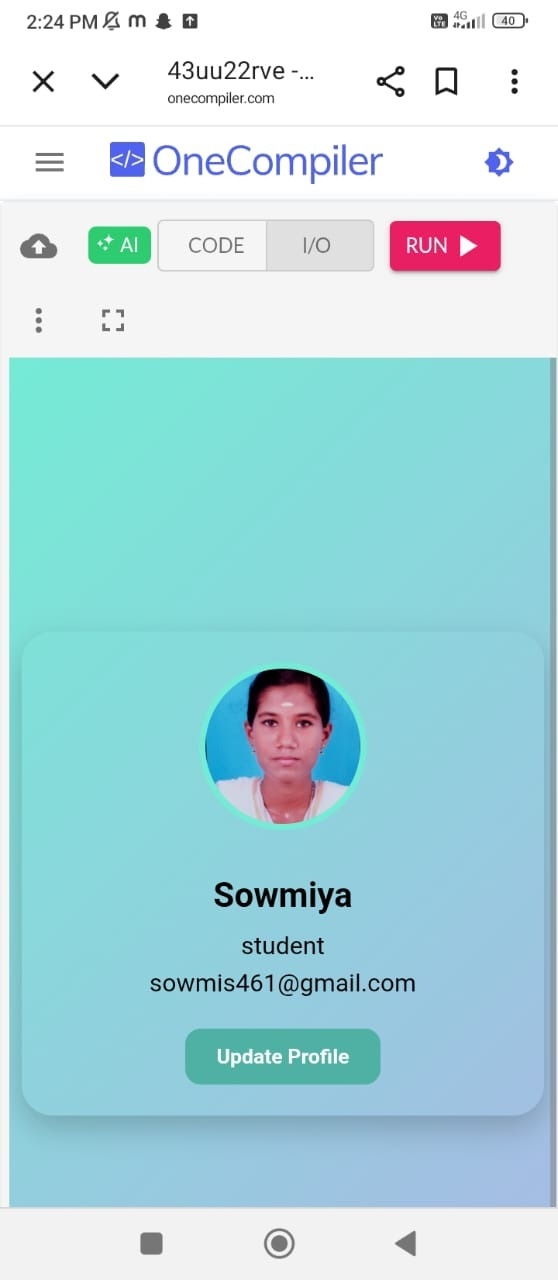 2:24 PM
Vo LTE 4G 40
43uu22rve -...
onecompiler.com
</> OneCompiler
AI CODE I/O RUN
Sowmiya
student
sowmis461@gmail.com
Update Profile